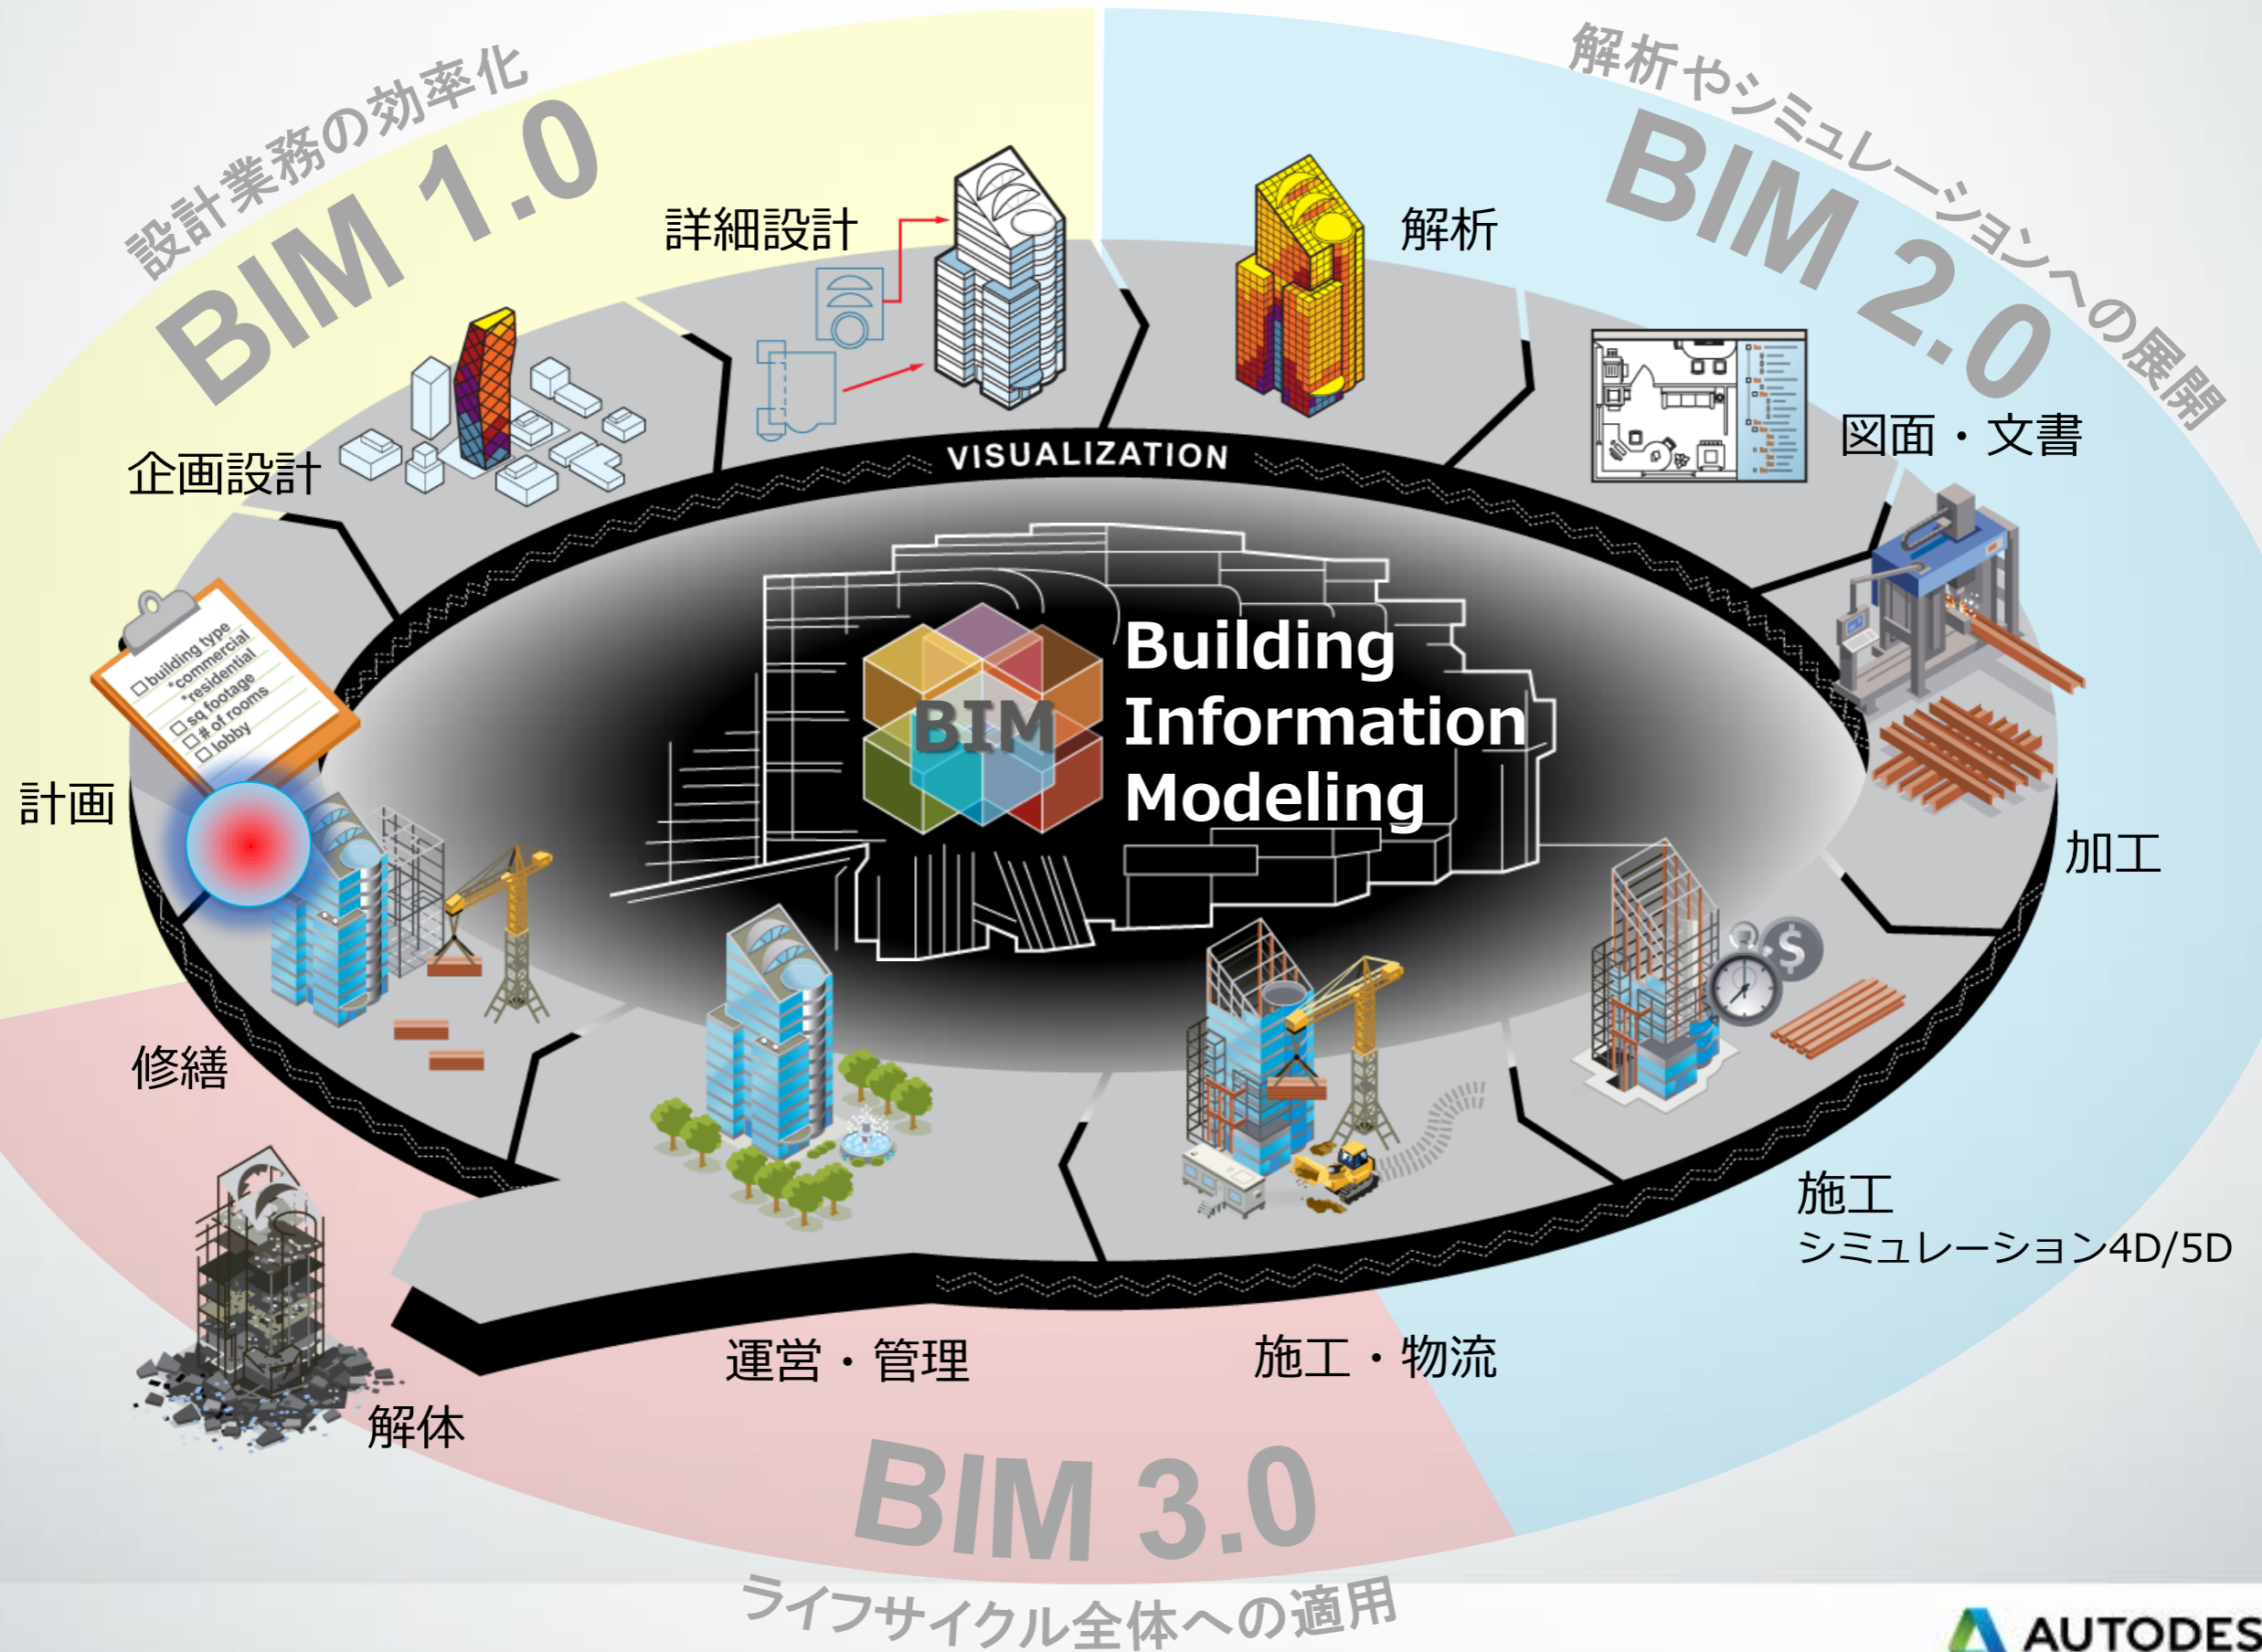 設計業務の効率化
BIM 1.0
解析やシミュレーションへの展開
BIM 2.0
詳細設計
解析
企画設計
図面・文書
VISUALIZATION
building type
*commercial
*residential
sq footage
# of rooms
lobby
BIM
Building
Information
Modeling
計画
加工
修繕
$
施工
シミュレーション4D/5D
運営・管理
施工・物流
解体
BIM 3.0
ライフサイクル全体への適用
AUTODES